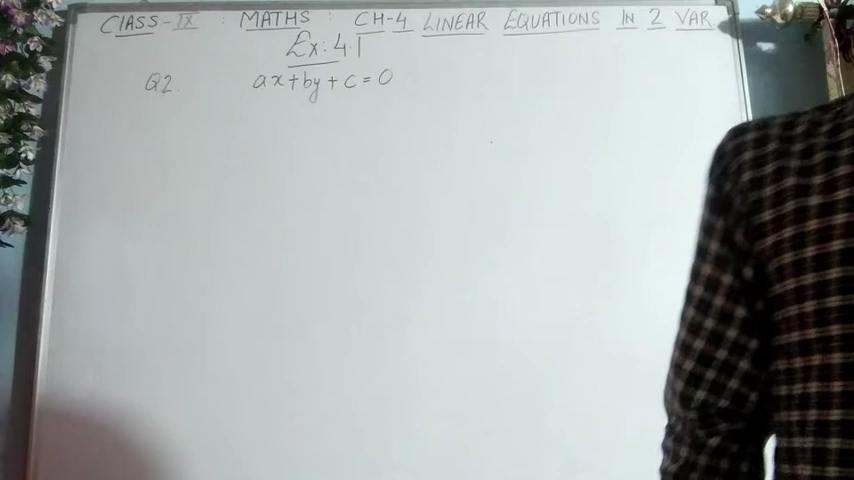 CLASS-IX : MATHS : CH-4 LINEAR EQUATIONS IN 2 VAR.
Ex: 4.1
Q2. ax+by+c=0